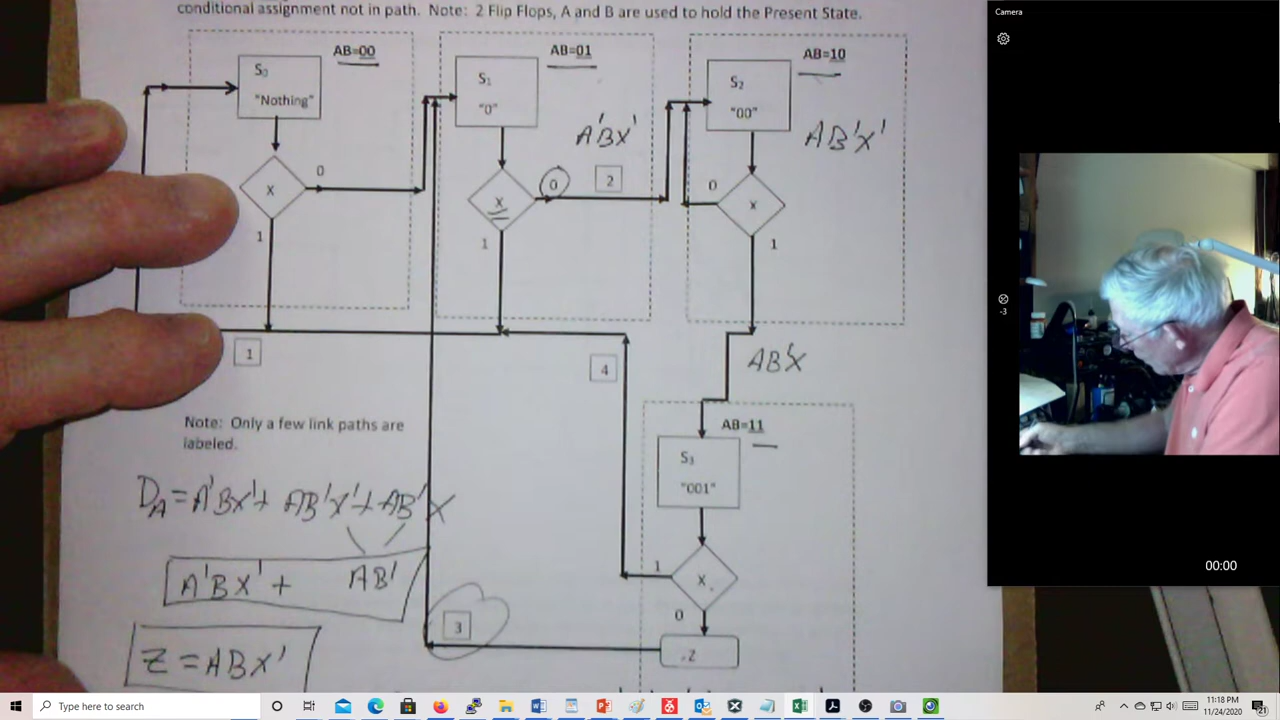 conditional assignment not in path. Note: 2 Flip Flops, A and B are used to hold the Present State.
AB=00
S0
"Nothing"
X
0
1
AB=01
S1
"0"
A'BX'
X
0
2
1
AB=10
S2
"00"
AB'X'
0
X
1
1
4
AB'X
Note: Only a few link paths are
labeled.
AB=11
S3
"001"
DA=A'BX'+ AB'X'+AB'X
A'BX' + AB'
1
X
0
3
Z
Z=ABX'
Camera
-3
00:00
Type here to search
11:18 PM
11/24/2020
21